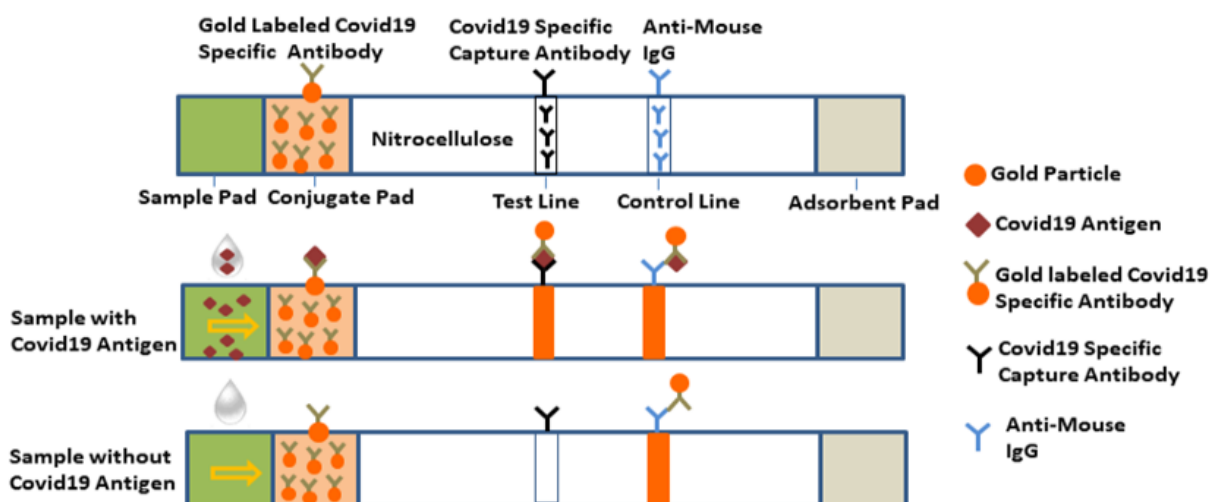 Gold Labeled Covid19
Specific Antibody
Covid19 Specific
Capture Antibody
Anti-Mouse
IgG
Nitrocellulose
Sample Pad
Conjugate Pad
Test Line
Control Line
Adsorbent Pad
Gold Particle
Covid19 Antigen
Gold labeled Covid19
Specific Antibody
Covid19 Specific
Capture Antibody
Anti-Mouse
IgG
Sample with
Covid19 Antigen
Sample without
Covid19 Antigen